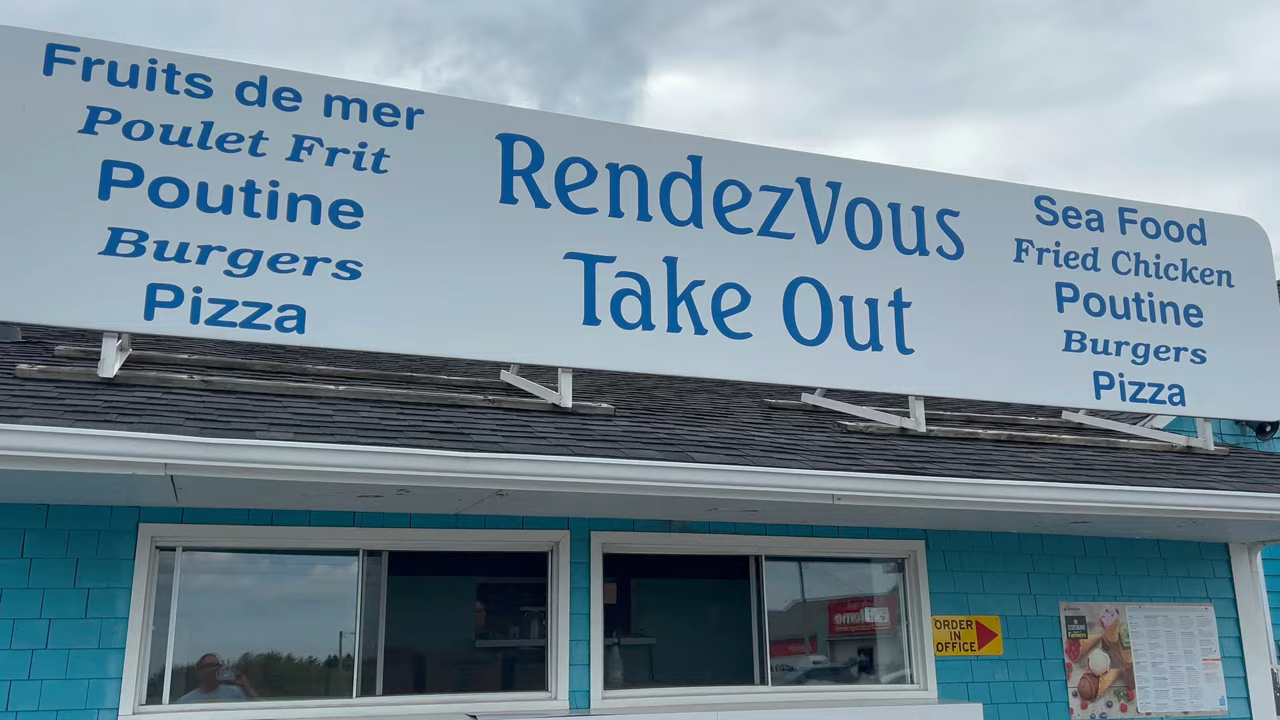 Fruits de mer
Poulet Frit
Poutine
Burgers
Pizza
RendezVous
Take Out
Sea Food
Fried Chicken
Poutine
Burgers
Pizza
ORDER
IN
OFFICE
Farmers